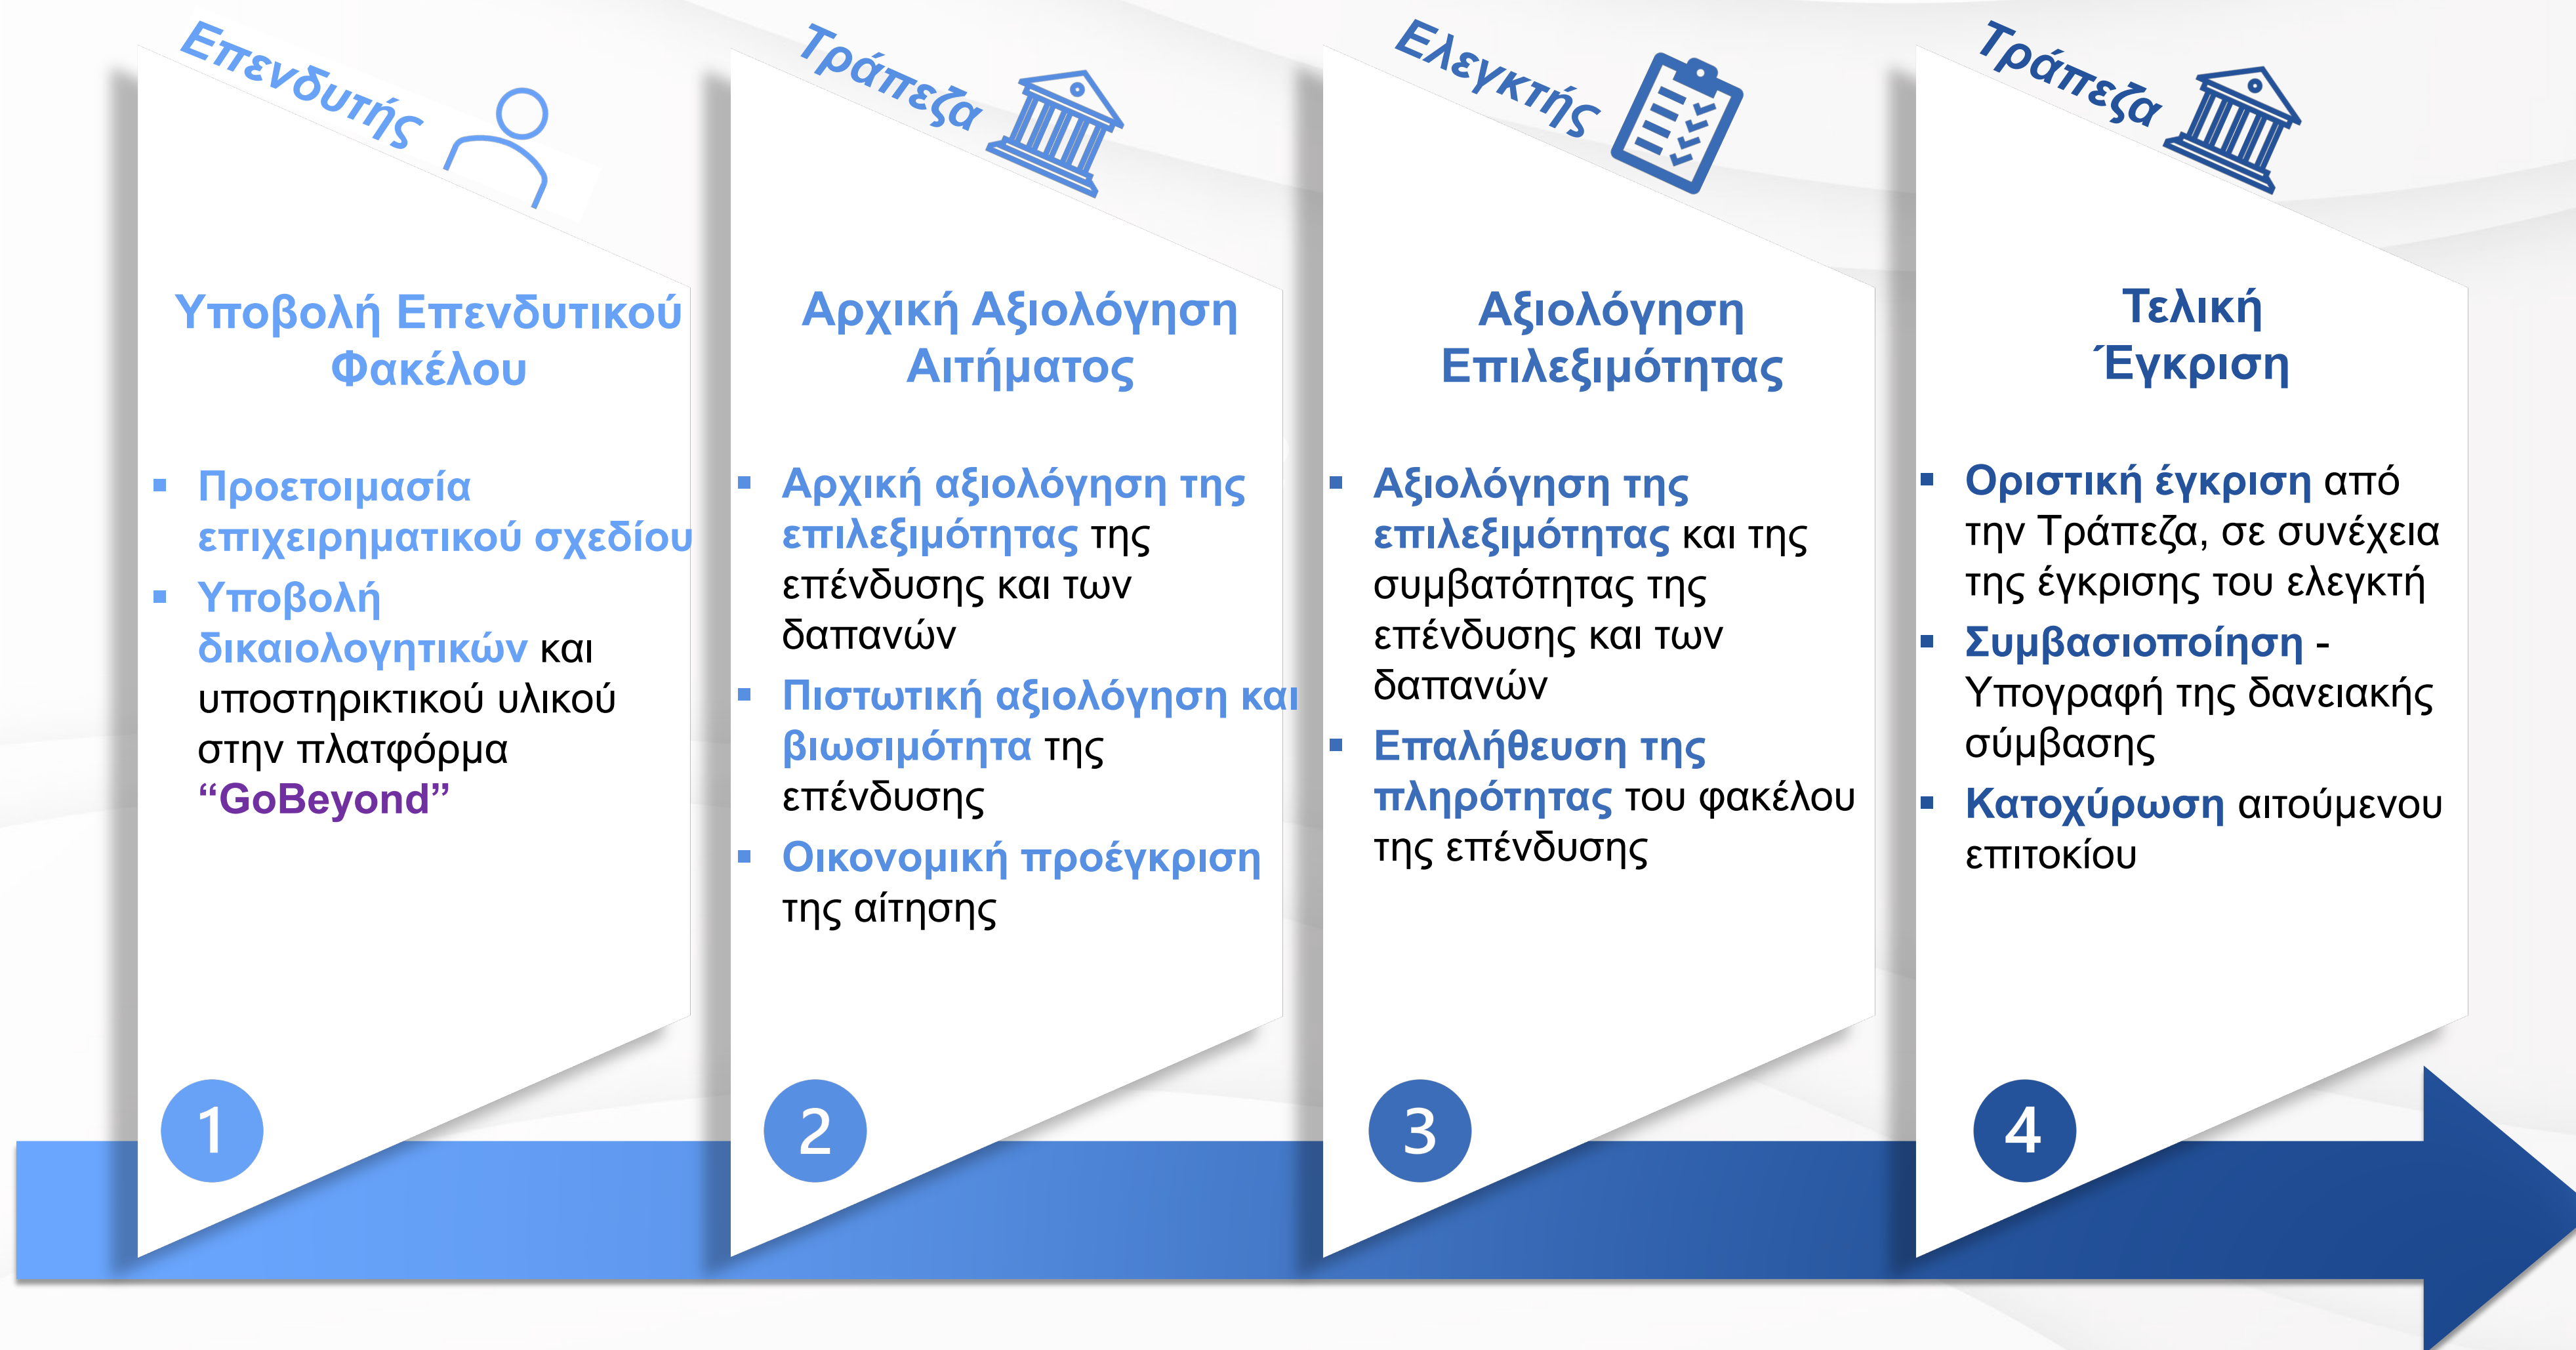 Επενδυτής
Υποβολή Επενδυτικού
Φακέλου
▪ Προετοιμασία
επιχειρηματικού σχεδίου
▪ Υποβολή
δικαιολογητικών και
υποστηρικτικού υλικού
στην πλατφόρμα
“GoBeyond”
1
Τράπεζα
Αρχική Αξιολόγηση
Αιτήματος
▪ Αρχική αξιολόγηση της
επιλεξιμότητας της
επένδυσης και των
δαπανών
▪ Πιστωτική αξιολόγηση και
βιωσιμότητα της
επένδυσης
▪ Οικονομική προέγκριση
της αίτησης
2
Ελεγκτής
Αξιολόγηση
Επιλεξιμότητας
▪ Αξιολόγηση της
επιλεξιμότητας και της
συμβατότητας της
επένδυσης και των
δαπανών
▪ Επαλήθευση της
πληρότητας του φακέλου
της επένδυσης
3
Τράπεζα
Τελική
Έγκριση
▪ Οριστική έγκριση από
την Τράπεζα, σε συνέχεια
της έγκρισης του ελεγκτή
▪ Συμβασιοποίηση -
Υπογραφή της δανειακής
σύμβασης
▪ Κατοχύρωση αιτούμενου
επιτοκίου
4